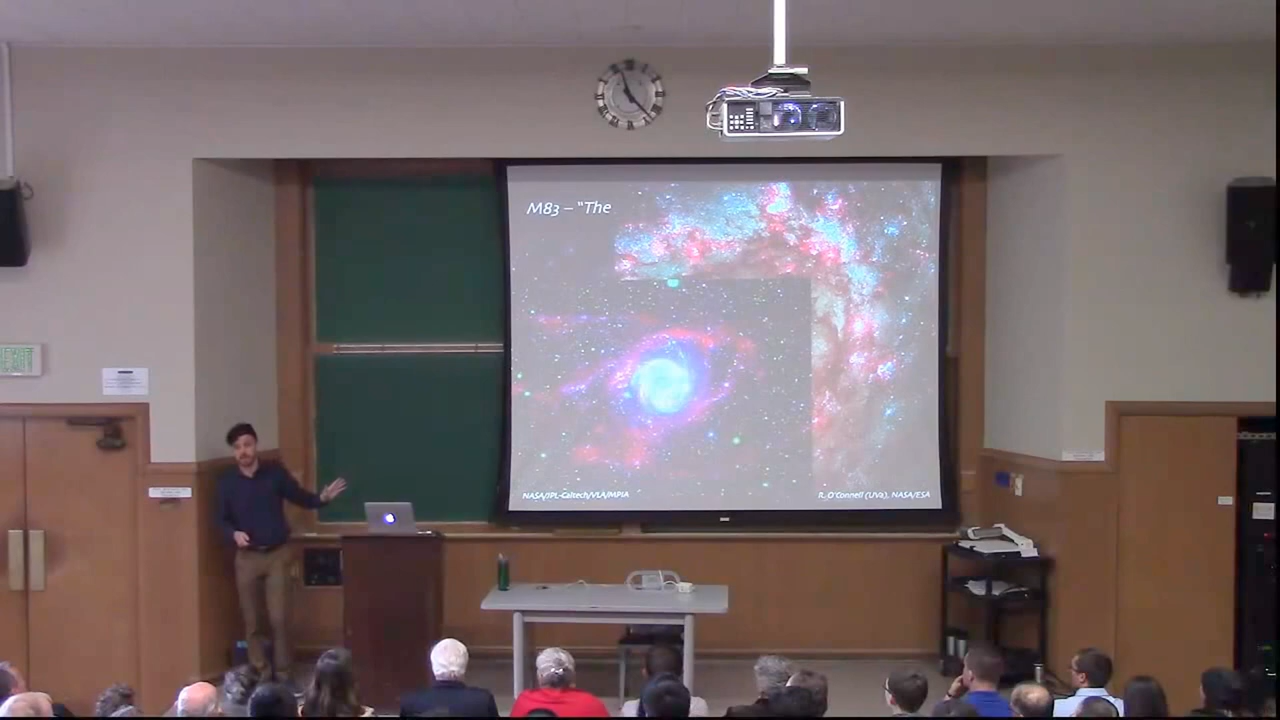 M83 – "The
NASA/JPL-Caltech/VLA/MPIA
R. O'Connell (UVa), NASA/ESA